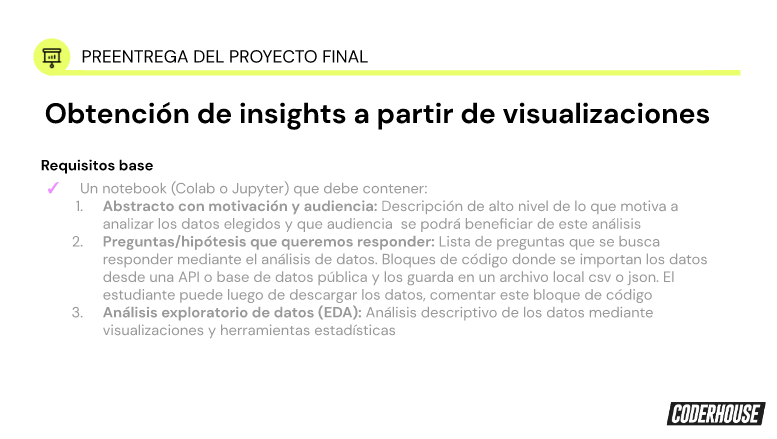 PREENTREGA DEL PROYECTO FINAL
Obtención de insights a partir de visualizaciones
Requisitos base
✓ Un notebook (Colab o Jupyter) que debe contener:
1. Abstracto con motivación y audiencia: Descripción de alto nivel de lo que motiva a
analizar los datos elegidos y que audiencia se podrá beneficiar de este análisis
2. Preguntas/hipótesis que queremos responder: Lista de preguntas que se busca
responder mediante el análisis de datos. Bloques de código donde se importan los datos
desde una API o base de datos pública y los guarda en un archivo local csv o json. El
estudiante puede luego de descargar los datos, comentar este bloque de código
3. Análisis exploratorio de datos (EDA): Análisis descriptivo de los datos mediante
visualizaciones y herramientas estadísticas
CODERHOUSE